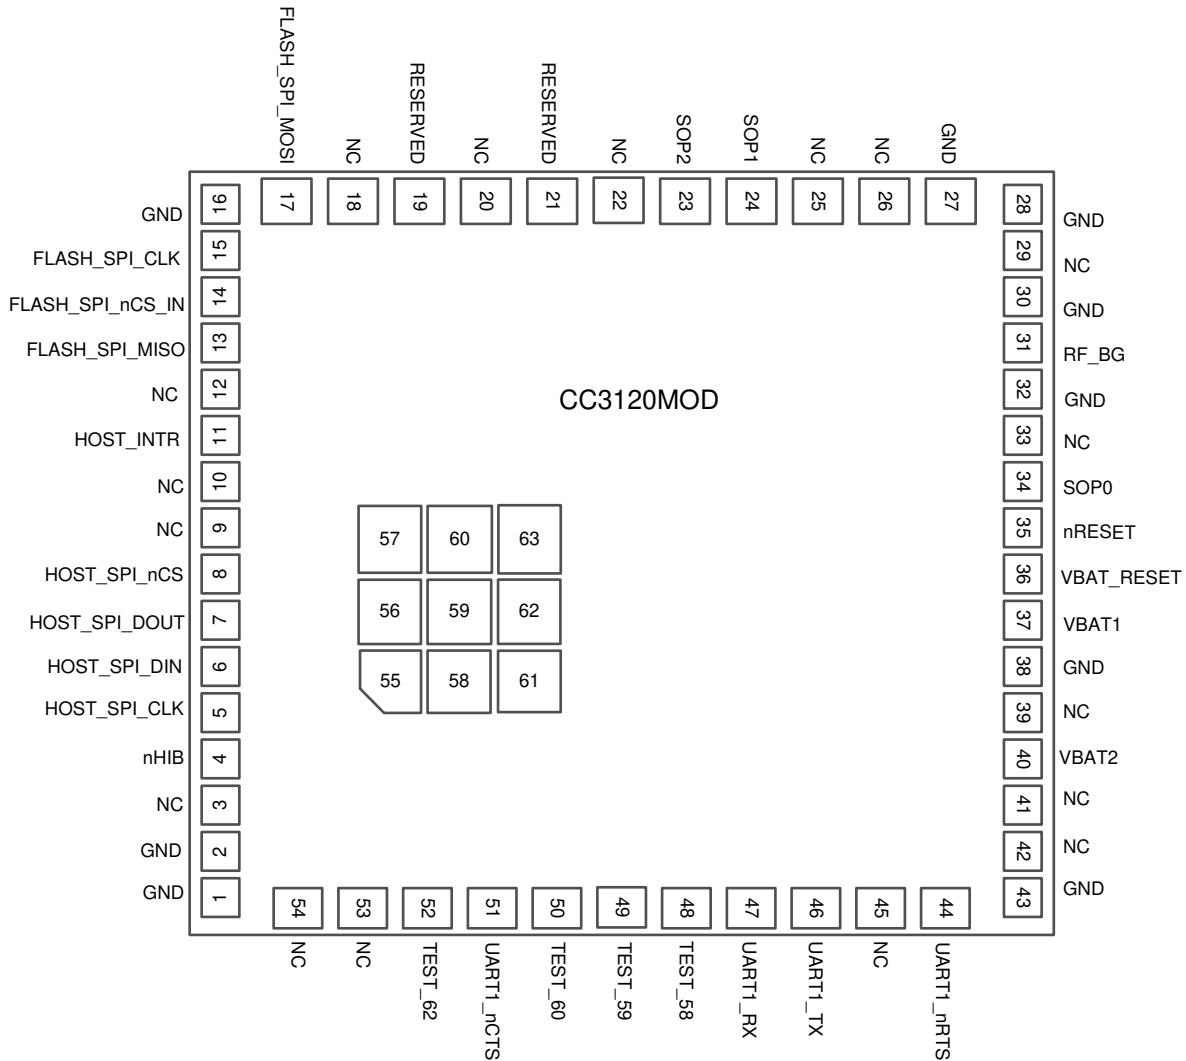 FLASH_SPI_MOSI
NC
RESERVED
NC
RESERVED
NC
SOP2
SOP1
NC
NC
GND
17
18
19
20
21
22
23
24
25
26
27
GND
16
FLASH_SPI_CLK
15
FLASH_SPI_nCS_IN
14
FLASH_SPI_MISO
13
NC
12
HOST_INTR
11
NC
10
NC
9
HOST_SPI_nCS
8
HOST_SPI_DOUT
7
HOST_SPI_DIN
6
HOST_SPI_CLK
5
nHIB
4
NC
3
GND
2
GND
1
CC3120MOD
57
60
63
56
59
62
55
58
61
28
GND
29
NC
30
GND
31
RF_BG
32
GND
33
NC
34
SOP0
35
nRESET
36
VBAT_RESET
37
VBAT1
38
GND
39
NC
40
VBAT2
41
NC
42
NC
43
GND
54
53
52
51
50
49
48
47
46
45
44
NC
NC
TEST_62
UART1_nCTS
TEST_60
TEST_59
TEST_58
UART1_RX
UART1_TX
NC
UART1_nRTS